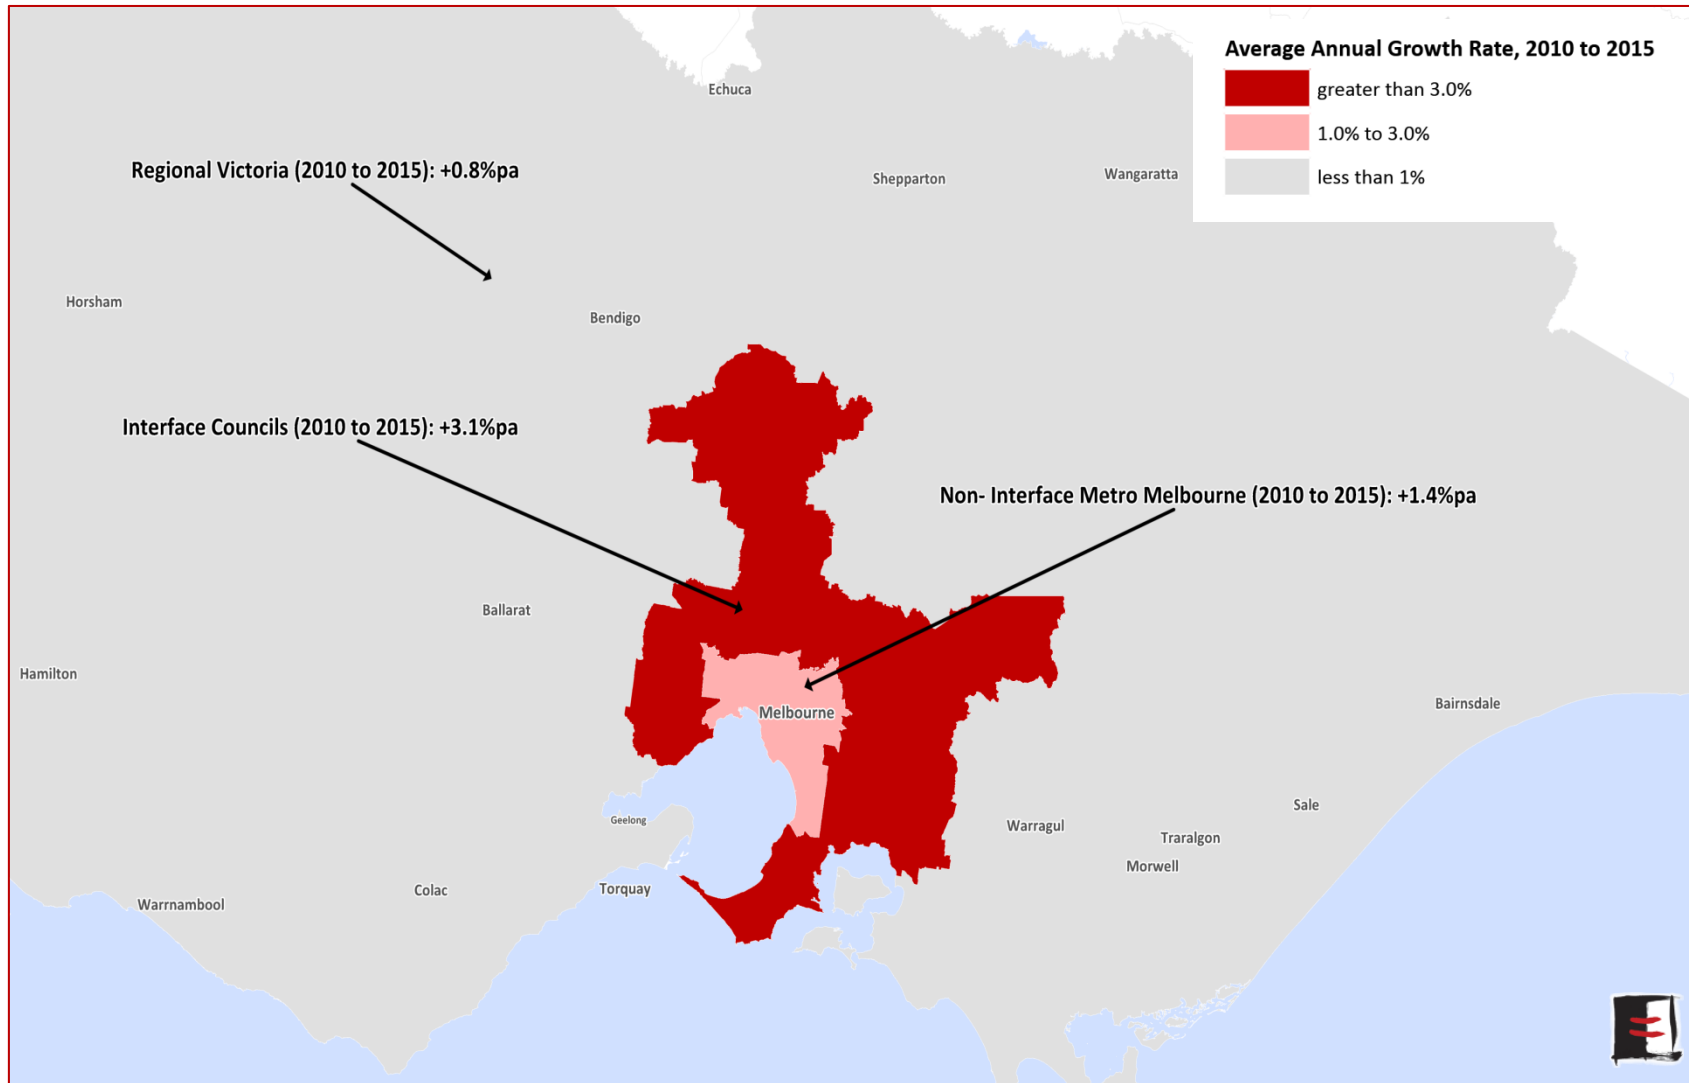 Average Annual Growth Rate, 2010 to 2015
greater than 3.0%
1.0% to 3.0%
less than 1%
Echuca
Regional Victoria (2010 to 2015): +0.8%pa
Shepparton
Wangaratta
Horsham
Bendigo
Interface Councils (2010 to 2015): +3.1%pa
Non- Interface Metro Melbourne (2010 to 2015): +1.4%pa
Ballarat
Hamilton
Melbourne
Bairnsdale
Geelong
Sale
Warragul
Traralgon
Morwell
Colac
Torquay
Warrnambool